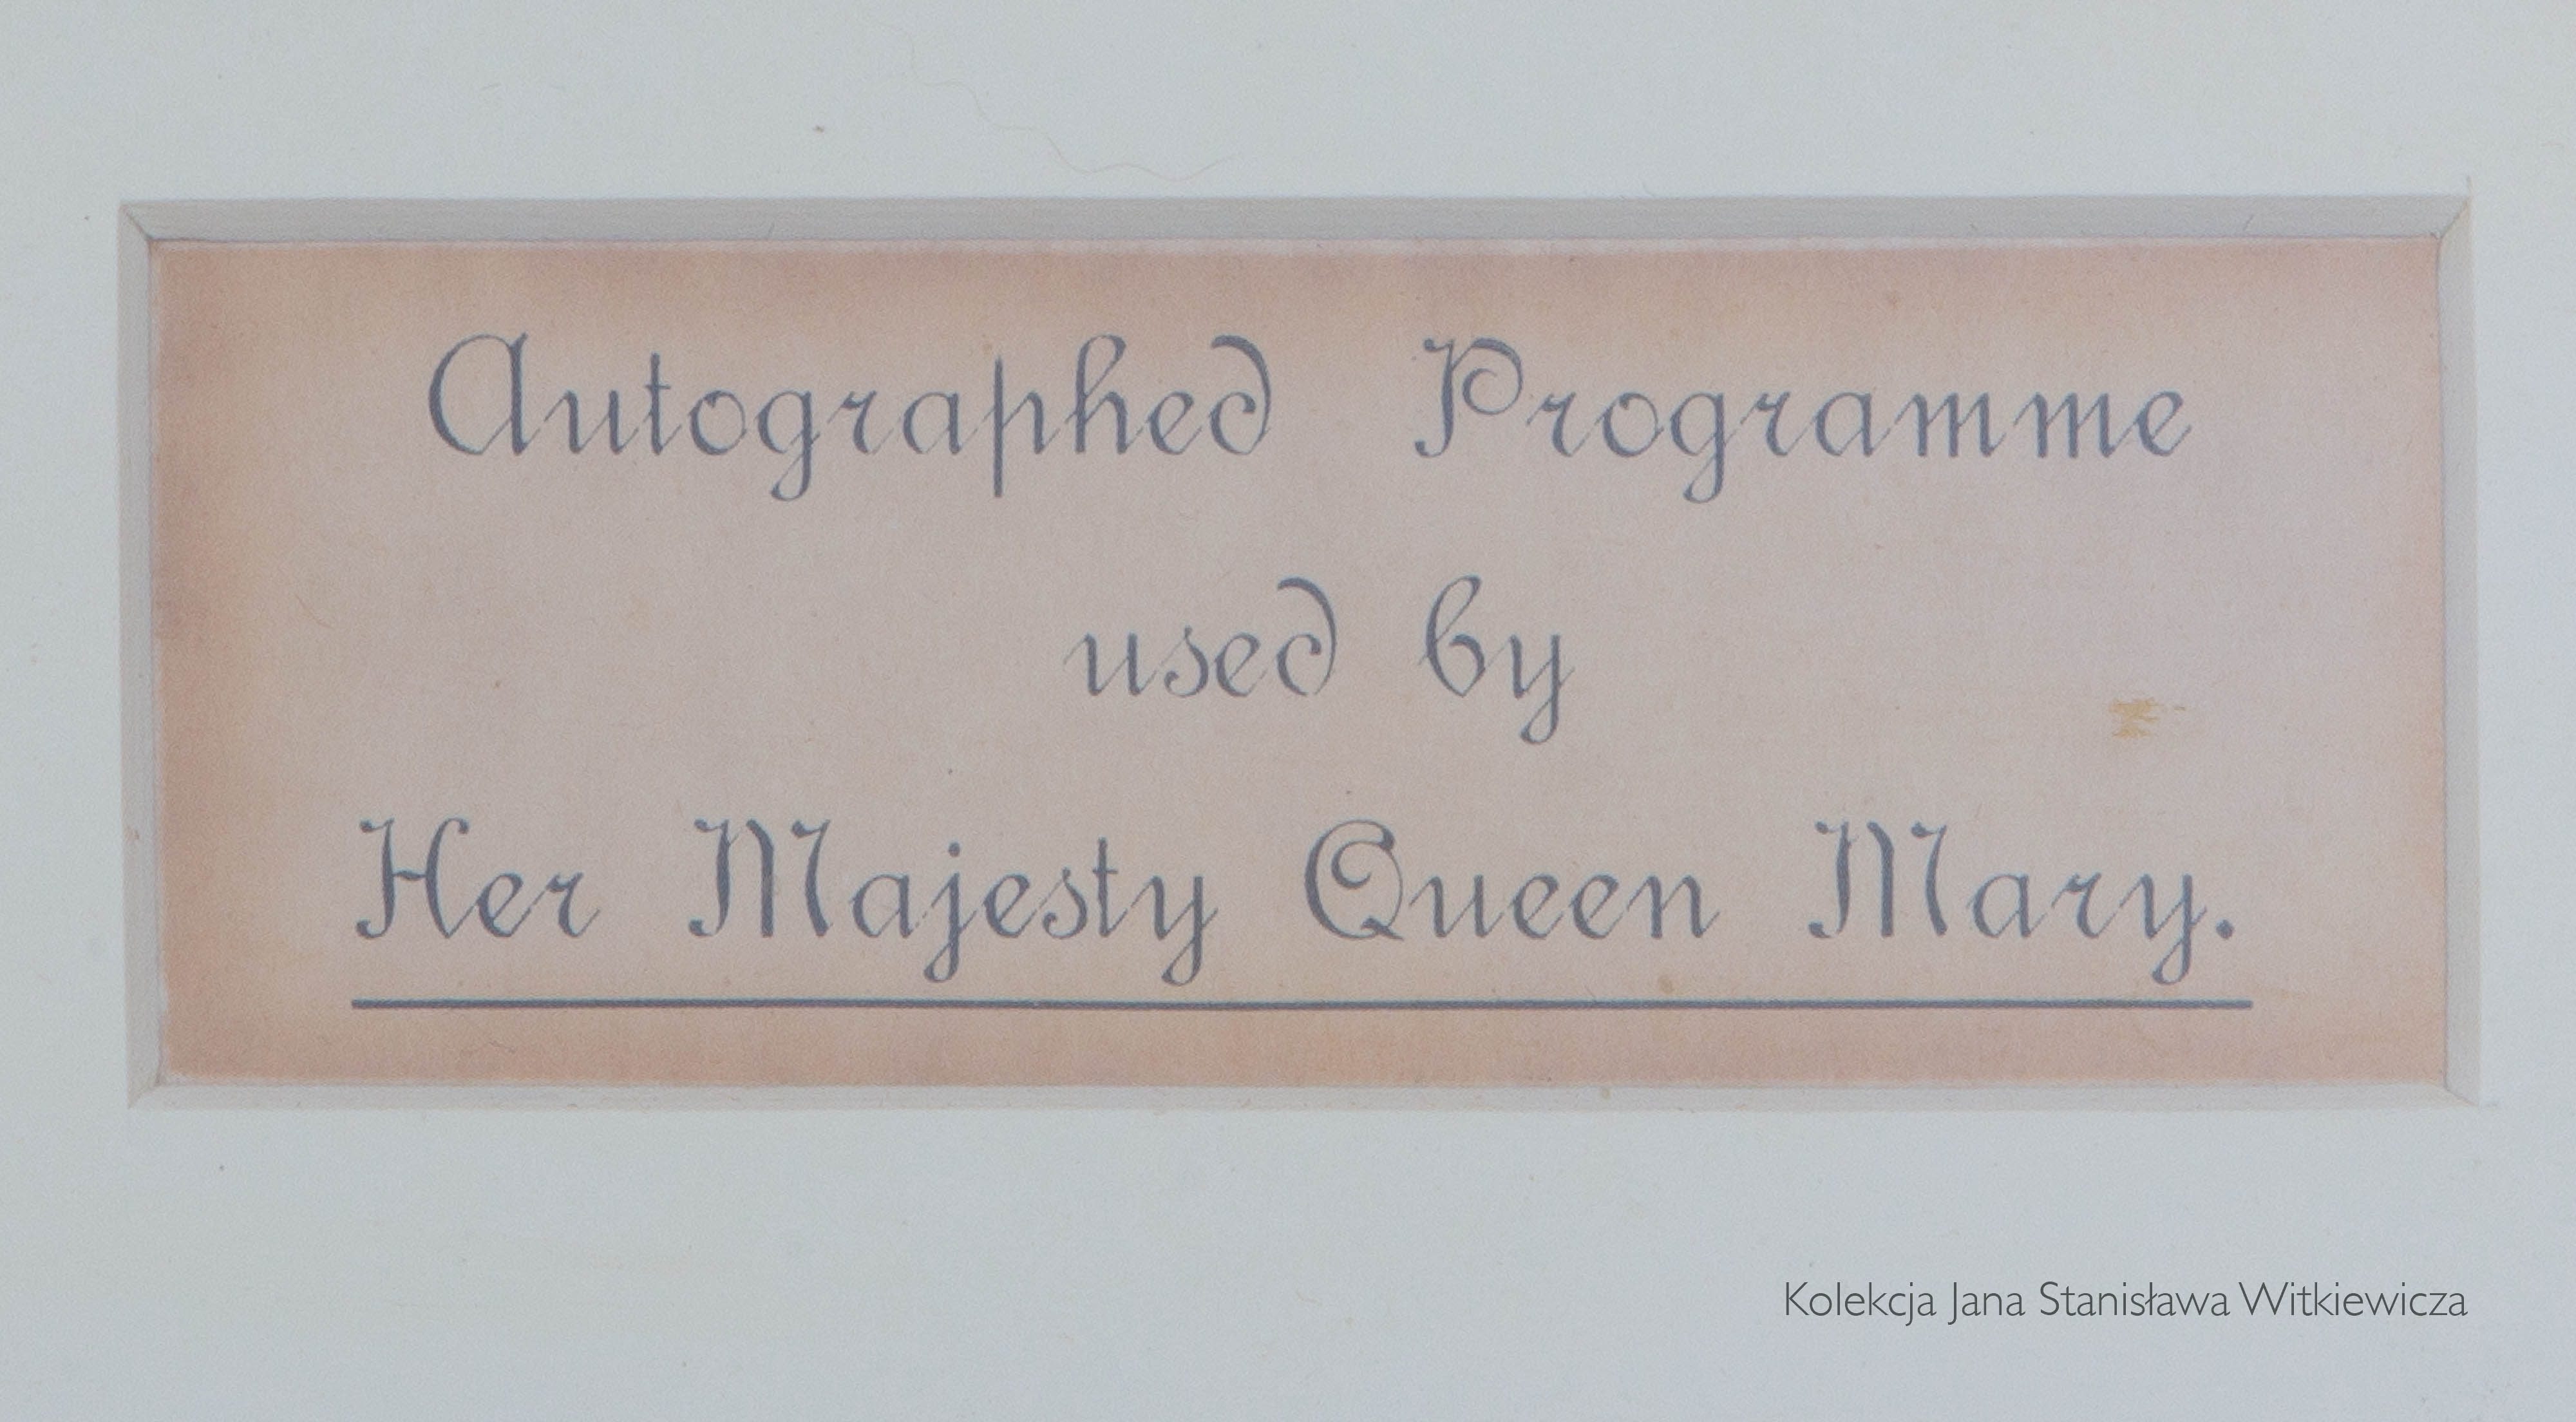 Autographed Programme
used by
Her Majesty Queen Mary.
Kolekcja Jana Stanisława Witkiewicza